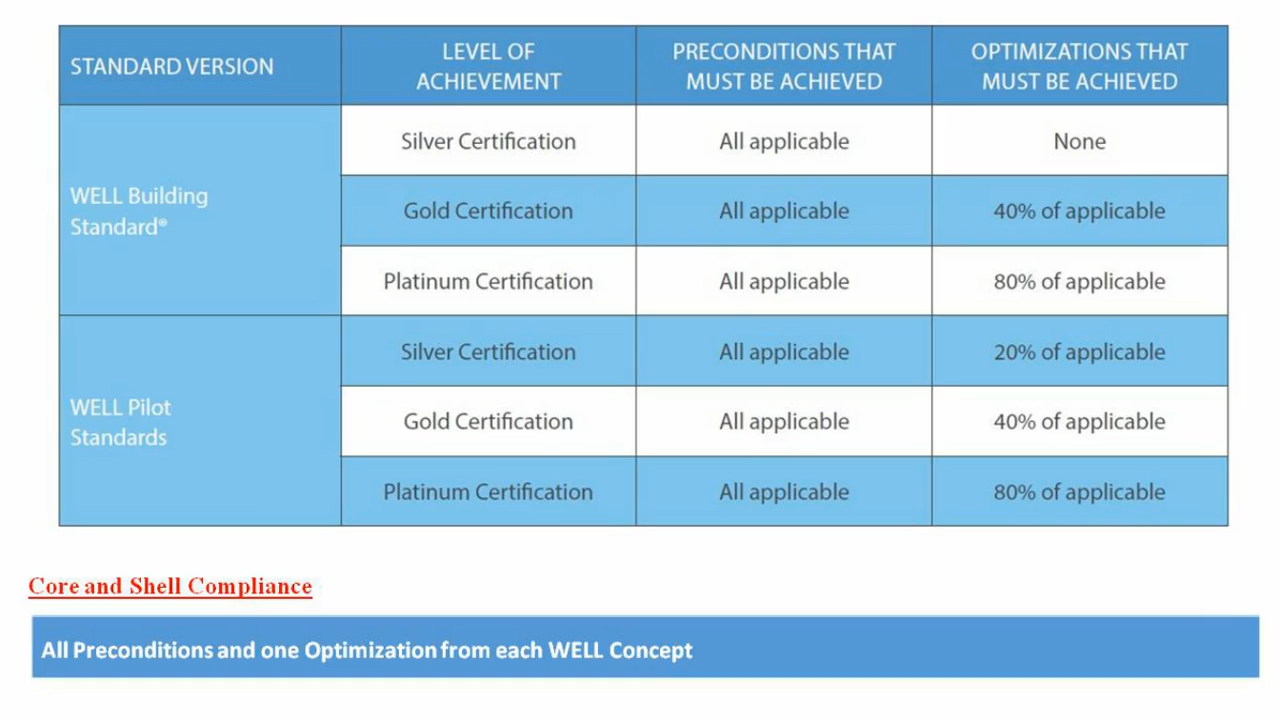 STANDARD VERSION
LEVEL OF
ACHIEVEMENT
PRECONDITIONS THAT
MUST BE ACHIEVED
OPTIMIZATIONS THAT
MUST BE ACHIEVED
WELL Building
Standard®
Silver Certification
All applicable
None
Gold Certification
All applicable
40% of applicable
Platinum Certification
All applicable
80% of applicable
WELL Pilot
Standards
Silver Certification
All applicable
20% of applicable
Gold Certification
All applicable
40% of applicable
Platinum Certification
All applicable
80% of applicable
Core and Shell Compliance
All Preconditions and one Optimization from each WELL Concept